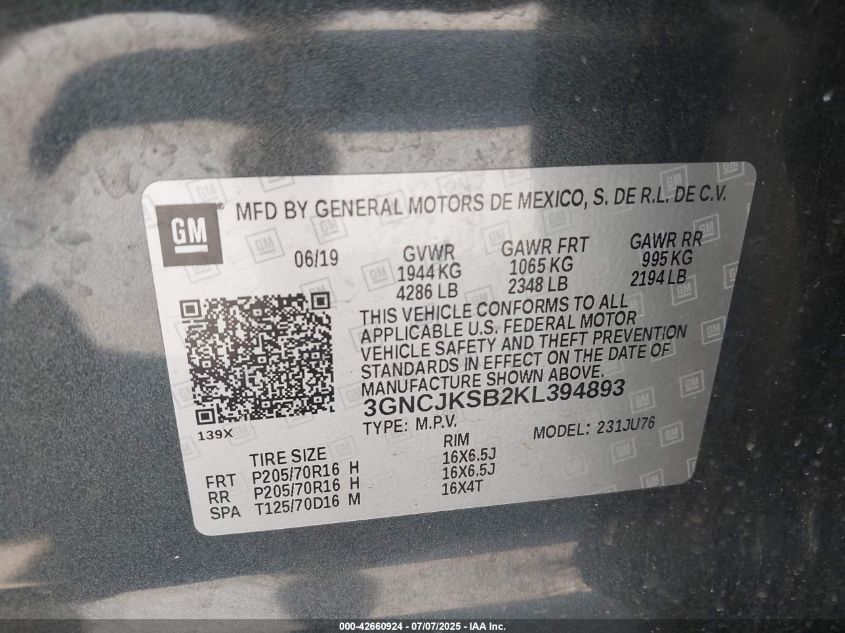 GM
MFD BY GENERAL MOTORS DE MEXICO, S. DE R.L. DE C.V.
06/19
GVWR GAWR FRT GAWR RR
1944 KG 1065 KG 995 KG
4286 LB 2348 LB 2194 LB
THIS VEHICLE CONFORMS TO ALL
APPLICABLE U.S. FEDERAL MOTOR
VEHICLE SAFETY AND THEFT PREVENTION
STANDARDS IN EFFECT ON THE DATE OF
MANUFACTURE SHOWN ABOVE.
3GNCJKSB2KL394893
139X
TYPE: M.P.V. MODEL: 231JU76
TIRE SIZE RIM
FRT P205/70R16 H 16X6.5J
RR P205/70R16 H 16X6.5J
SPA T125/70D16 M 16X4T
000-42660924 - 07/07/2025 - IAA Inc.